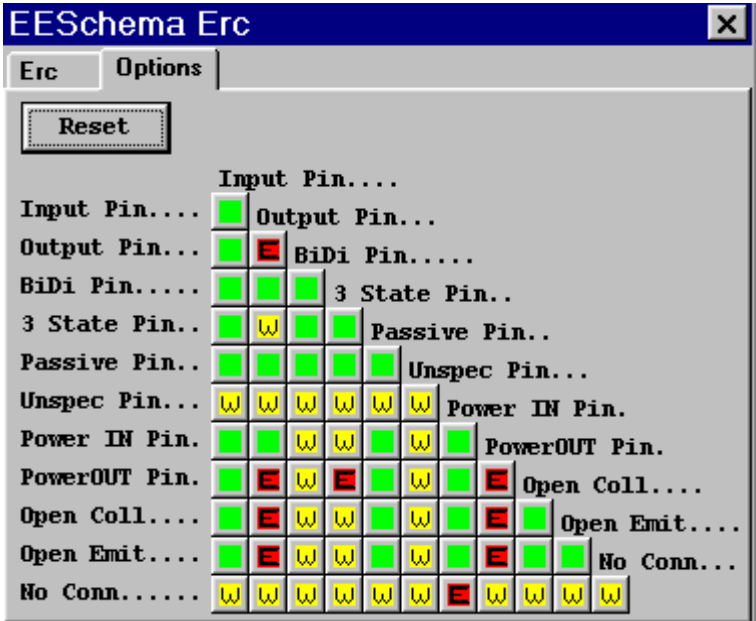 EESchema Erc
Erc Options
Reset
Input Pin....
Input Pin.... Output Pin...
Output Pin... E BiDi Pin.....
BiDi Pin..... 3 State Pin..
3 State Pin.. W Passive Pin..
Passive Pin.. Unspec Pin...
Unspec Pin... W W W W W W Power IN Pin.
Power IN Pin. W W W PowerOUT Pin.
PowerOUT Pin. E W E W E Open Coll....
Open Coll.... E W W W E Open Emit....
Open Emit.... E W W W E No Conn...
No Conn...... W W W W W W E W W W W